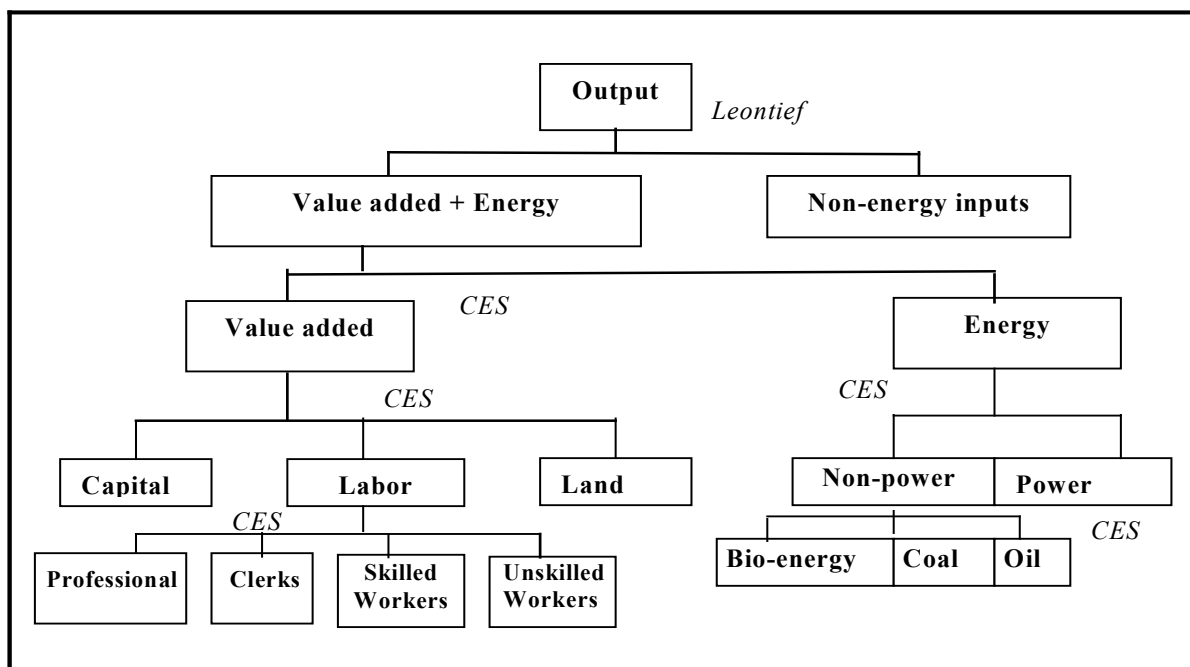 Output
Leontief
Value added + Energy
Non-energy inputs
CES
Value added
Energy
CES
CES
Capital
Labor
Land
Non-power
Power
CES
CES
Professional
Clerks
Skilled
Workers
Unskilled
Workers
Bio-energy
Coal
Oil